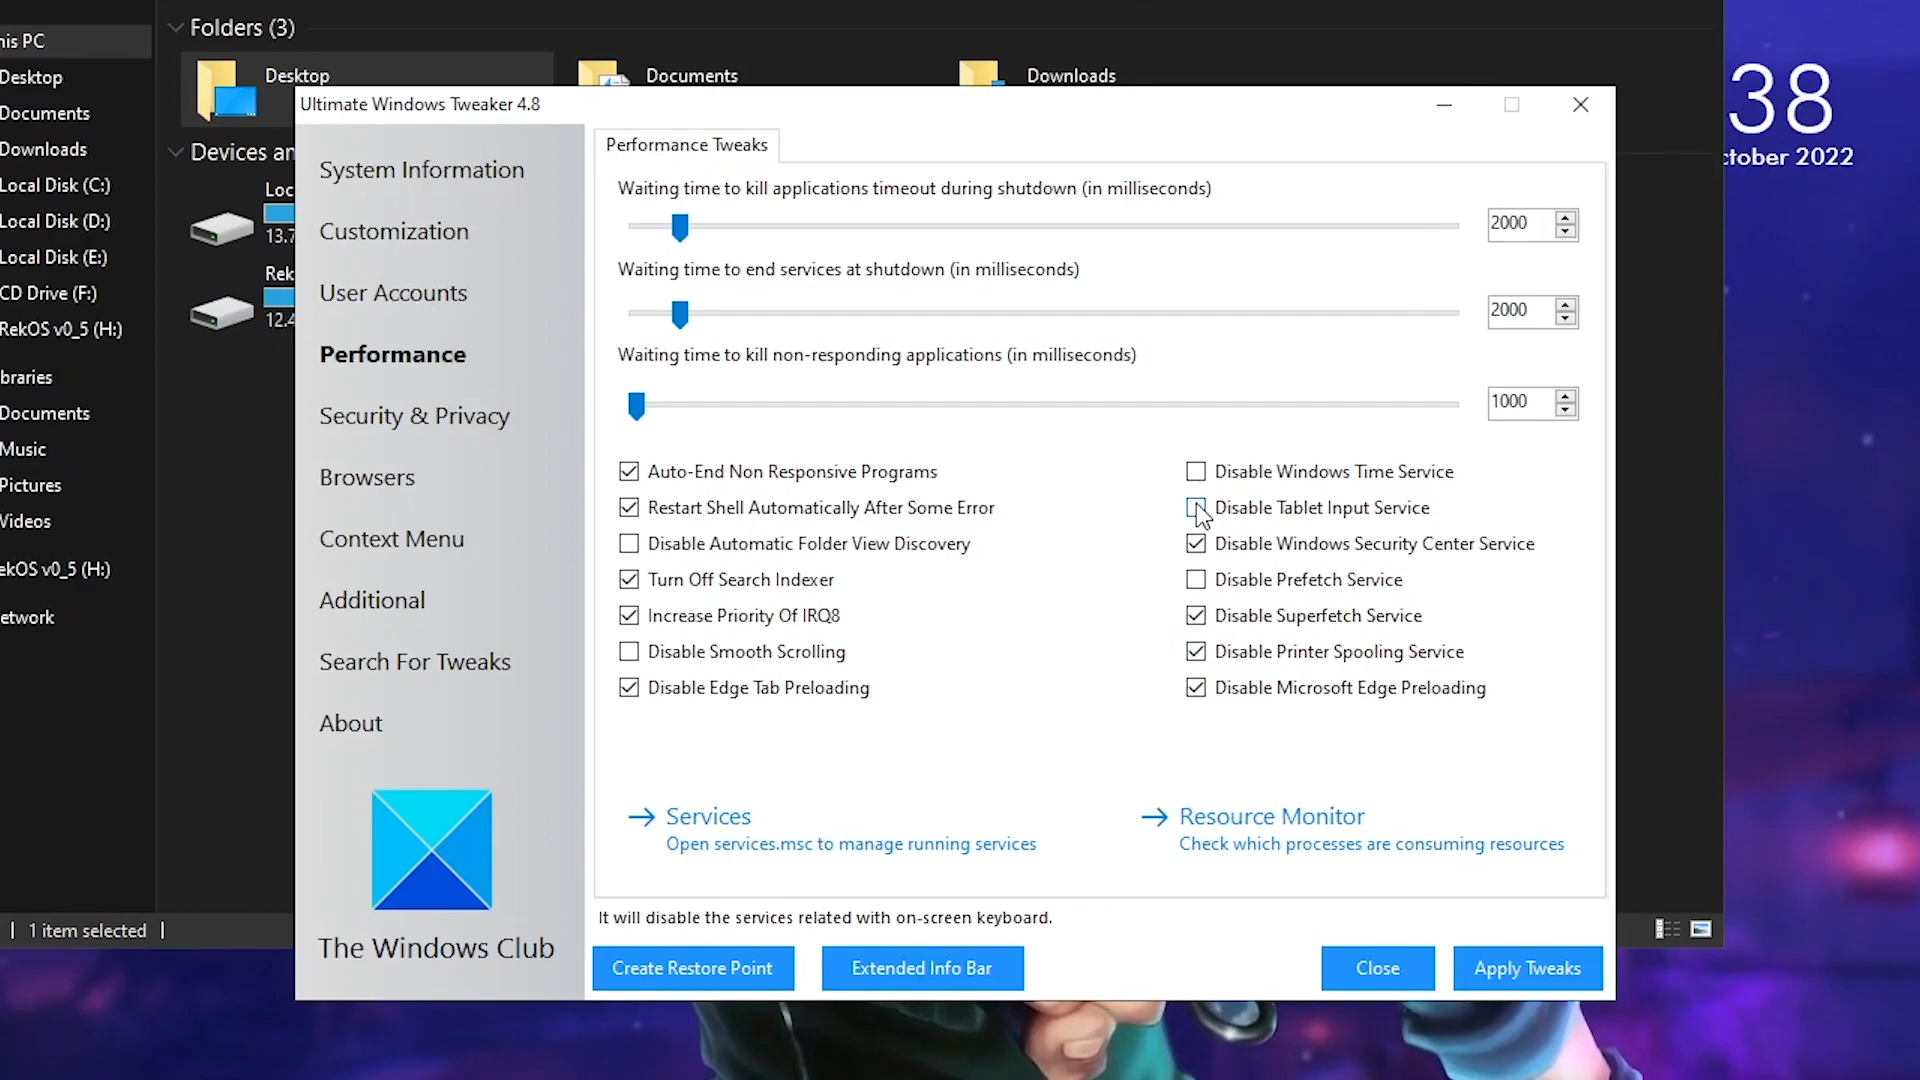 Folders (3)
his PC
Desktop
Documents
Downloads
Desktop
Documents
Downloads
Local Disk (C:)
Local Disk (D:)
Local Disk (E:)
CD Drive (F:)
RekOS v0_5 (H:)
braries
Documents
Music
Pictures
Videos
ekOS v0_5 (H:)
etwork
Devices an
Loc
13.7
Rek
12.4
1 item selected
38
ctober 2022
Ultimate Windows Tweaker 4.8
System Information
Customization
User Accounts
Performance
Security & Privacy
Browsers
Context Menu
Additional
Search For Tweaks
About
The Windows Club
Performance Tweaks
Waiting time to kill applications timeout during shutdown (in milliseconds)
2000
Waiting time to end services at shutdown (in milliseconds)
2000
Waiting time to kill non-responding applications (in milliseconds)
1000
Auto-End Non Responsive Programs
Restart Shell Automatically After Some Error
Disable Automatic Folder View Discovery
Turn Off Search Indexer
Increase Priority Of IRQ8
Disable Smooth Scrolling
Disable Edge Tab Preloading
Disable Windows Time Service
Disable Tablet Input Service
Disable Windows Security Center Service
Disable Prefetch Service
Disable Superfetch Service
Disable Printer Spooling Service
Disable Microsoft Edge Preloading
Services
Open services.msc to manage running services
Resource Monitor
Check which processes are consuming resources
It will disable the services related with on-screen keyboard.
Create Restore Point
Extended Info Bar
Close
Apply Tweaks